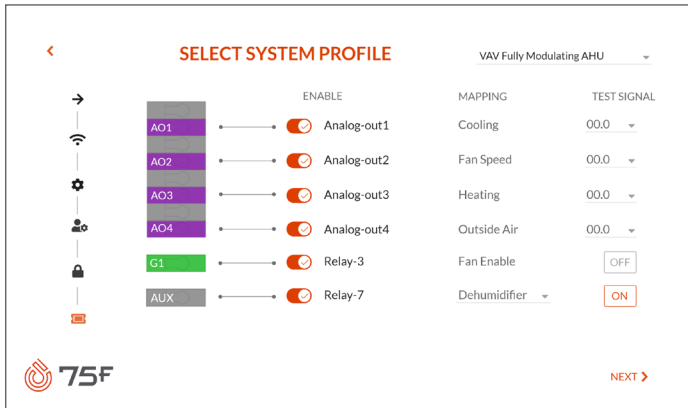 SELECT SYSTEM PROFILE
VAV Fully Modulating AHU
ENABLE MAPPING TEST SIGNAL
AO1 Analog-out1 Cooling 00.0
AO2 Analog-out2 Fan Speed 00.0
AO3 Analog-out3 Heating 00.0
AO4 Analog-out4 Outside Air 00.0
G1 Relay-3 Fan Enable OFF
AUX Relay-7 Dehumidifier ON
75F
NEXT